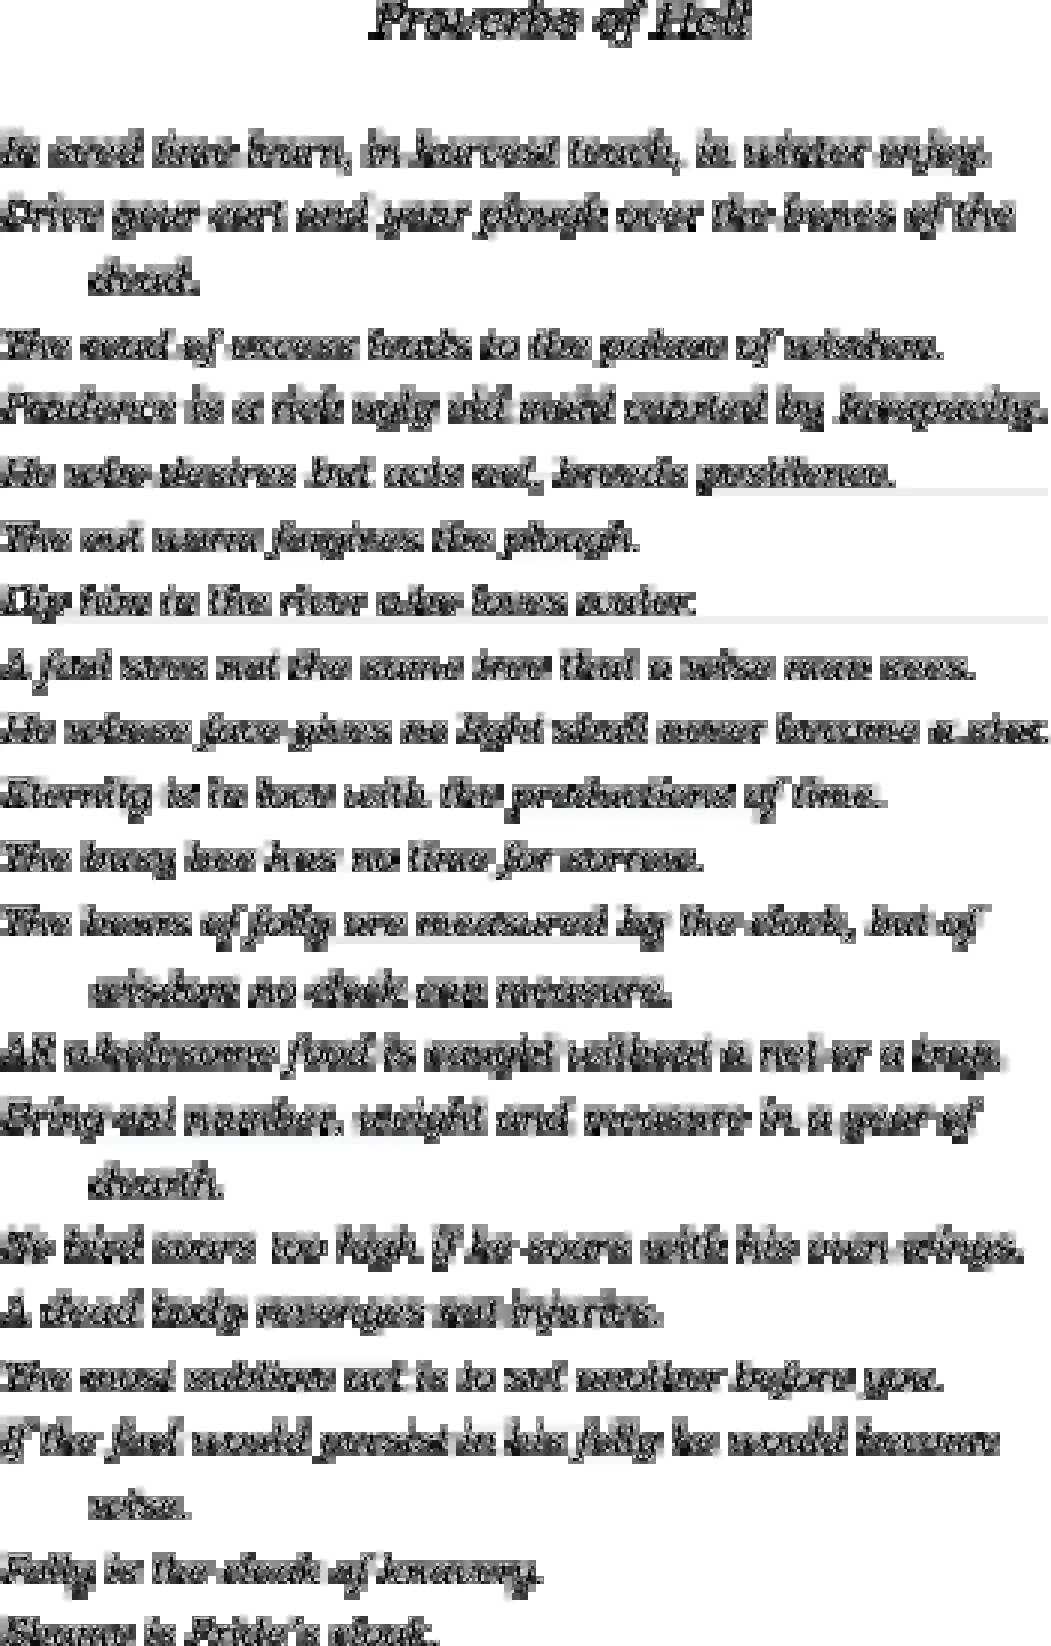 Proverbs of Hell
In seed time learn, in harvest teach, in winter enjoy.
Drive your cart and your plough over the bones of the
dead.
The road of excess leads to the palace of wisdom.
Prudence is a rich ugly old maid courted by Incapacity.
He who desires but acts not, breeds pestilence.
The cut worm forgives the plough.
Dip him in the river who loves water.
A fool sees not the same tree that a wise man sees.
He whose face gives no light shall never become a star.
Eternity is in love with the productions of time.
The busy bee has no time for sorrow.
The hours of folly are measured by the clock, but of
wisdom no clock can measure.
All wholesome food is caught without a net or a trap.
Bring out number, weight and measure in a year of
dearth.
No bird soars too high if he soars with his own wings.
A dead body revenges not injuries.
The most sublime act is to set another before you.
If the fool would persist in his folly he would become
wise.
Folly is the cloak of knavery.
Shame is Pride's cloak.